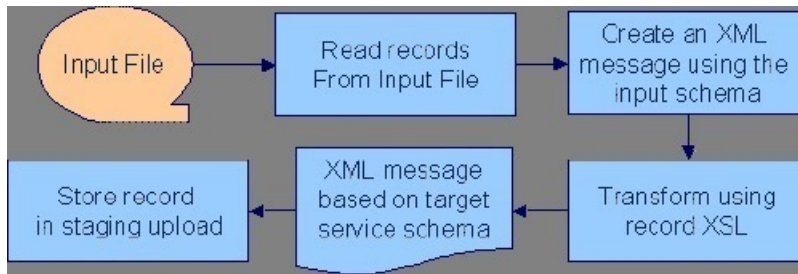 Input File
Read records
From Input File
Create an XML
message using the
input schema
Transform using
record XSL
XML message
based on target
service schema
Store record
in staging upload